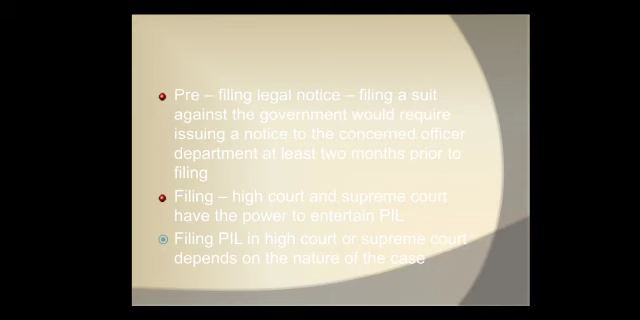 Pre – filing legal notice – filing a suit
against the government would require
issuing a notice to the concerned officer
department at least two months prior to
filing
Filing – high court and supreme court
have the power to entertain PIL
Filing PIL in high court or supreme court
depends on the nature of the case